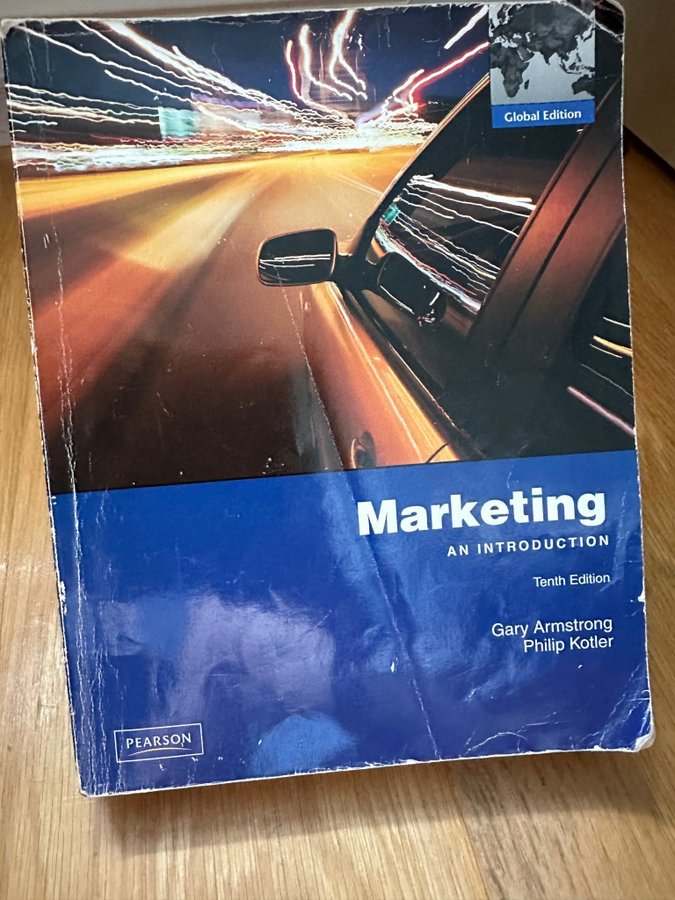 Global Edition
Marketing
AN INTRODUCTION
Tenth Edition
Gary Armstrong
Philip Kotler
PEARSON